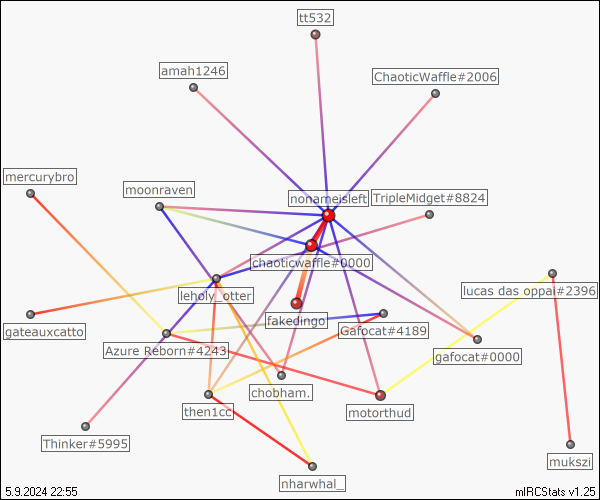 tt532
amah1246
ChaoticWaffle#2006
mercurybro
moonraven
nonameisleft
TripleMidget#8824
chaoticwaffle#0000
leholy_otter
lucas das oppai#2396
fakedingo
Gafocat#4189
gateauxcatto
Azure Reborn#4243
gafocat#0000
chobham.
then1cc
motorthud
Thinker#5995
mukszi
nharwhal_
5.9.2024 22:55
mIRCStats v1.25